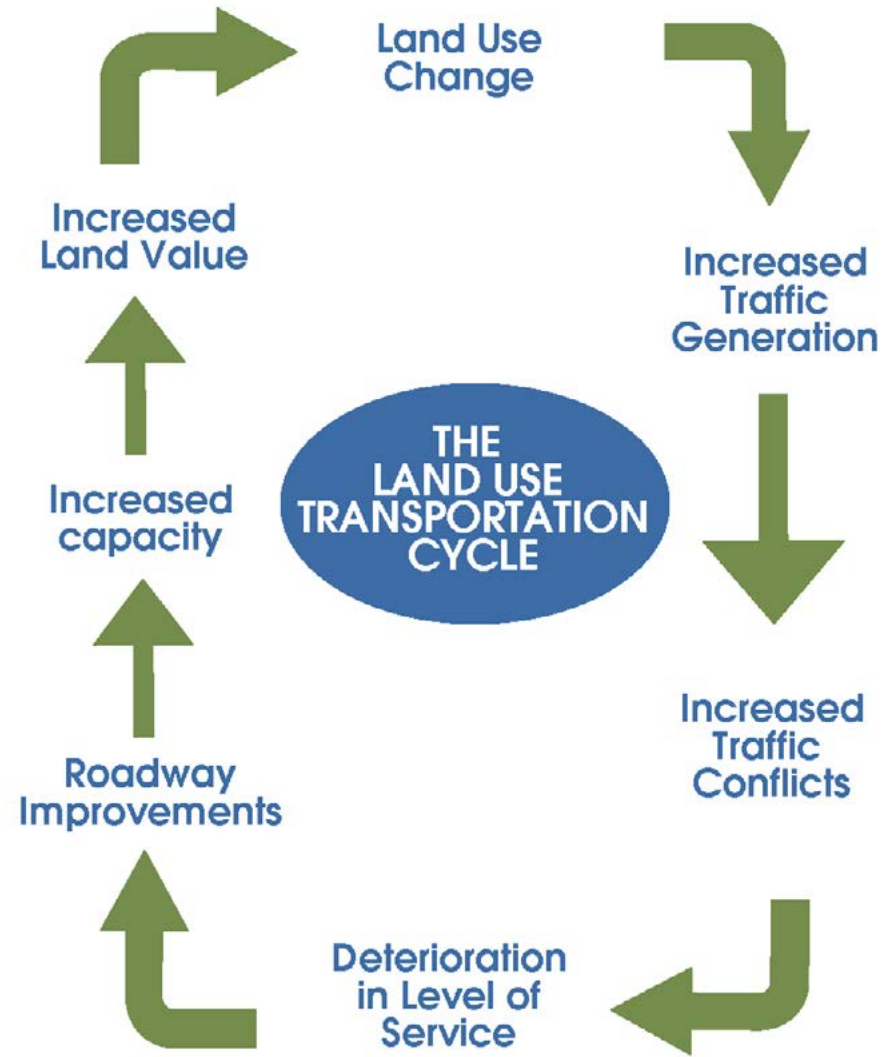 Land Use
Change
Increased
Traffic
Generation
Increased
Traffic
Conflicts
Deterioration
in Level of
Service
Roadway
Improvements
Increased
capacity
Increased
Land Value
THE
LAND USE
TRANSPORTATION
CYCLE